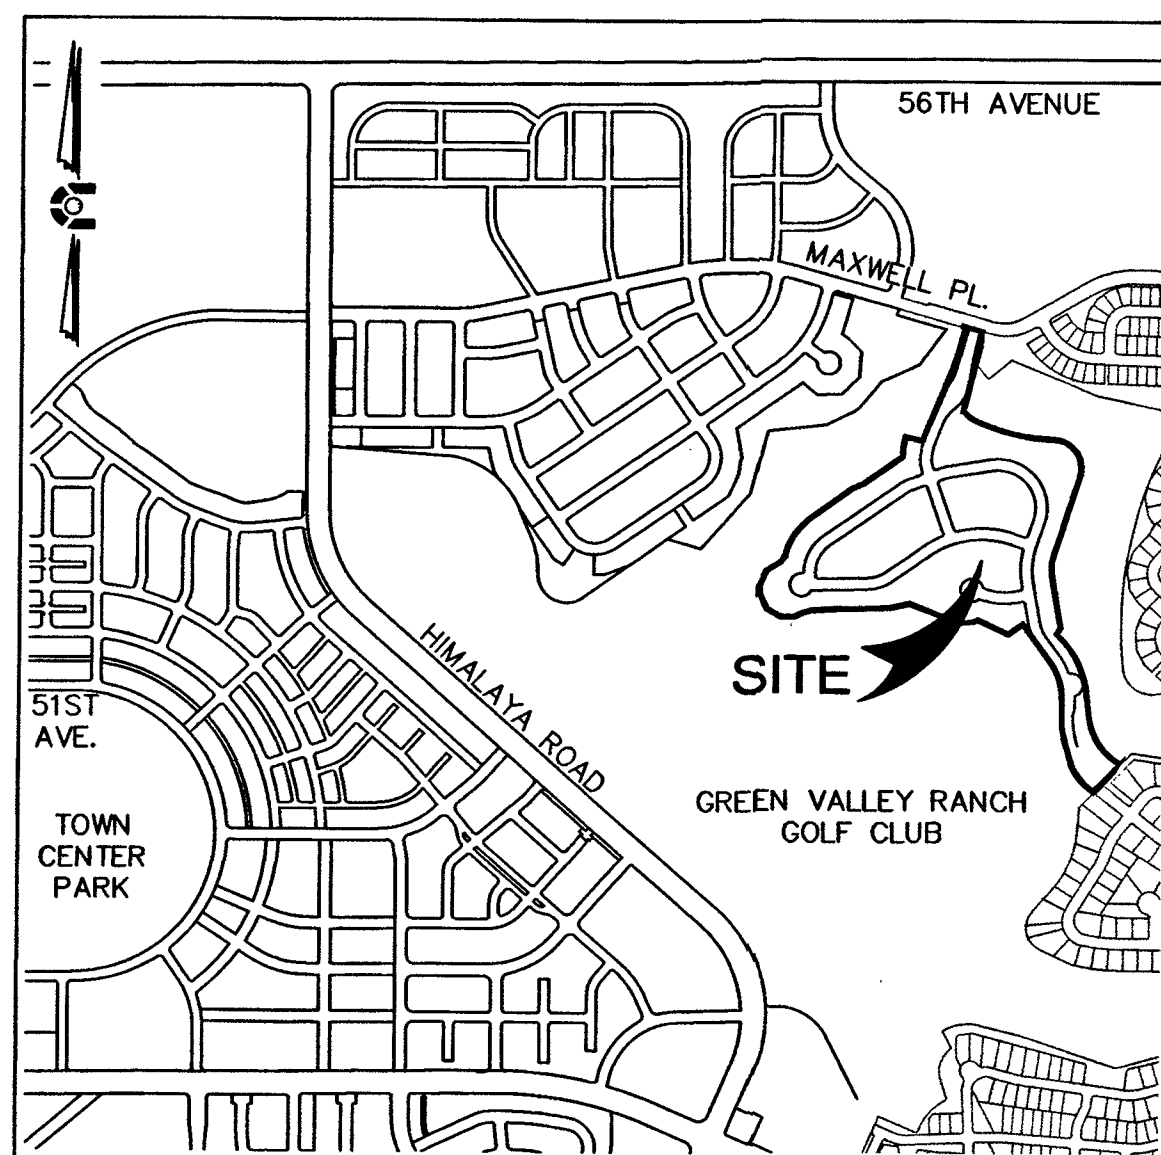 56TH AVENUE
MAXWELL PL.
HIMALAYA ROAD
SITE
51ST
AVE.
GREEN VALLEY RANCH
GOLF CLUB
TOWN
CENTER
PARK